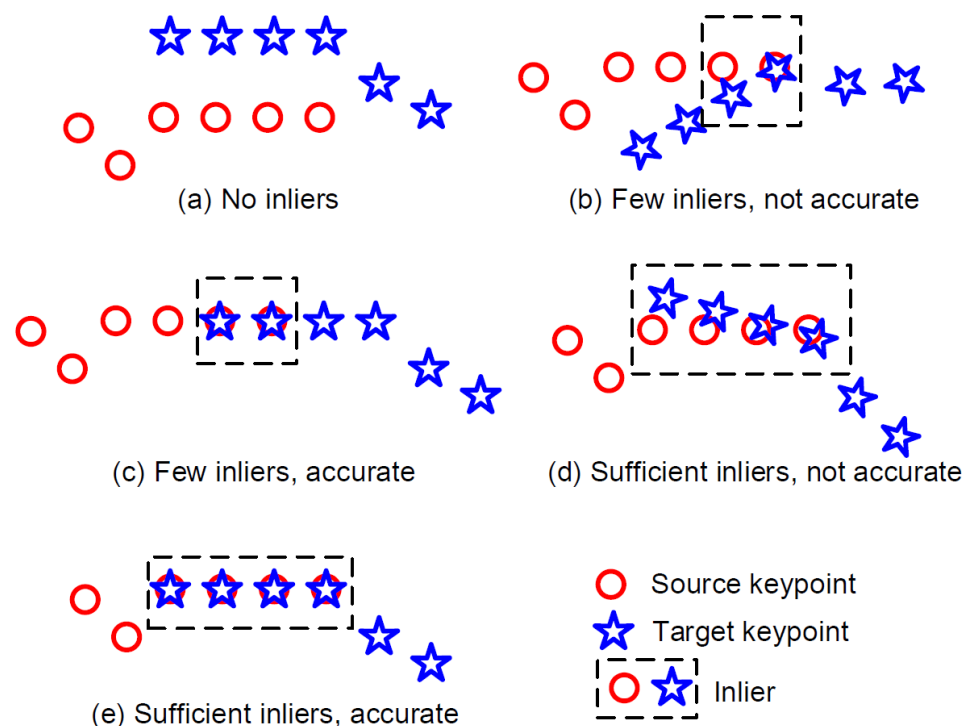 (a) No inliers
(b) Few inliers, not accurate
(c) Few inliers, accurate
(d) Sufficient inliers, not accurate
(e) Sufficient inliers, accurate
Source keypoint
Target keypoint
Inlier